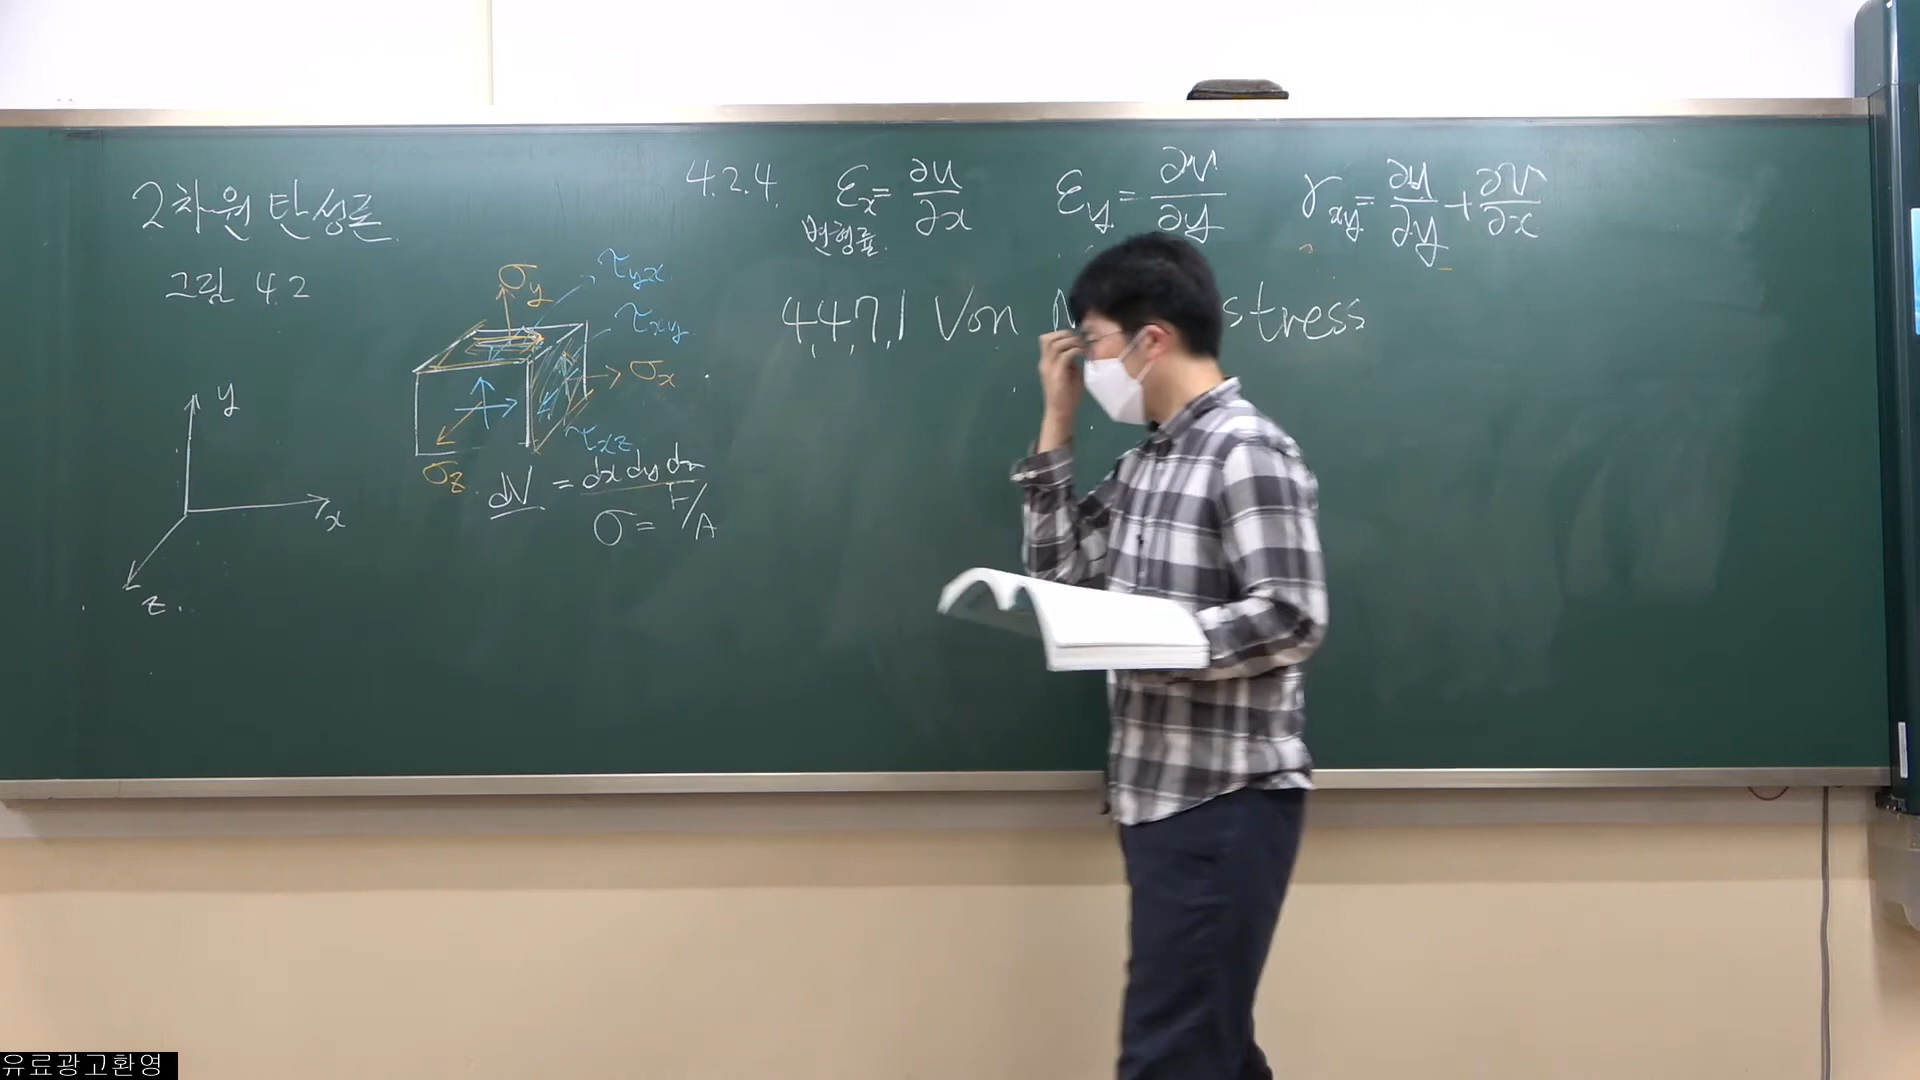 2차원 탄성론
그림 4.2
y
x
z
σy
τyx
τxy
σx
τxz
σz
dV = dx dy dz
σ = F/A
4.2.4. εx = ∂u/∂x εy = ∂v/∂y γxy = ∂u/∂y + ∂v/∂x
변형률.
4.4.7.1 Von stress
유료광고환영